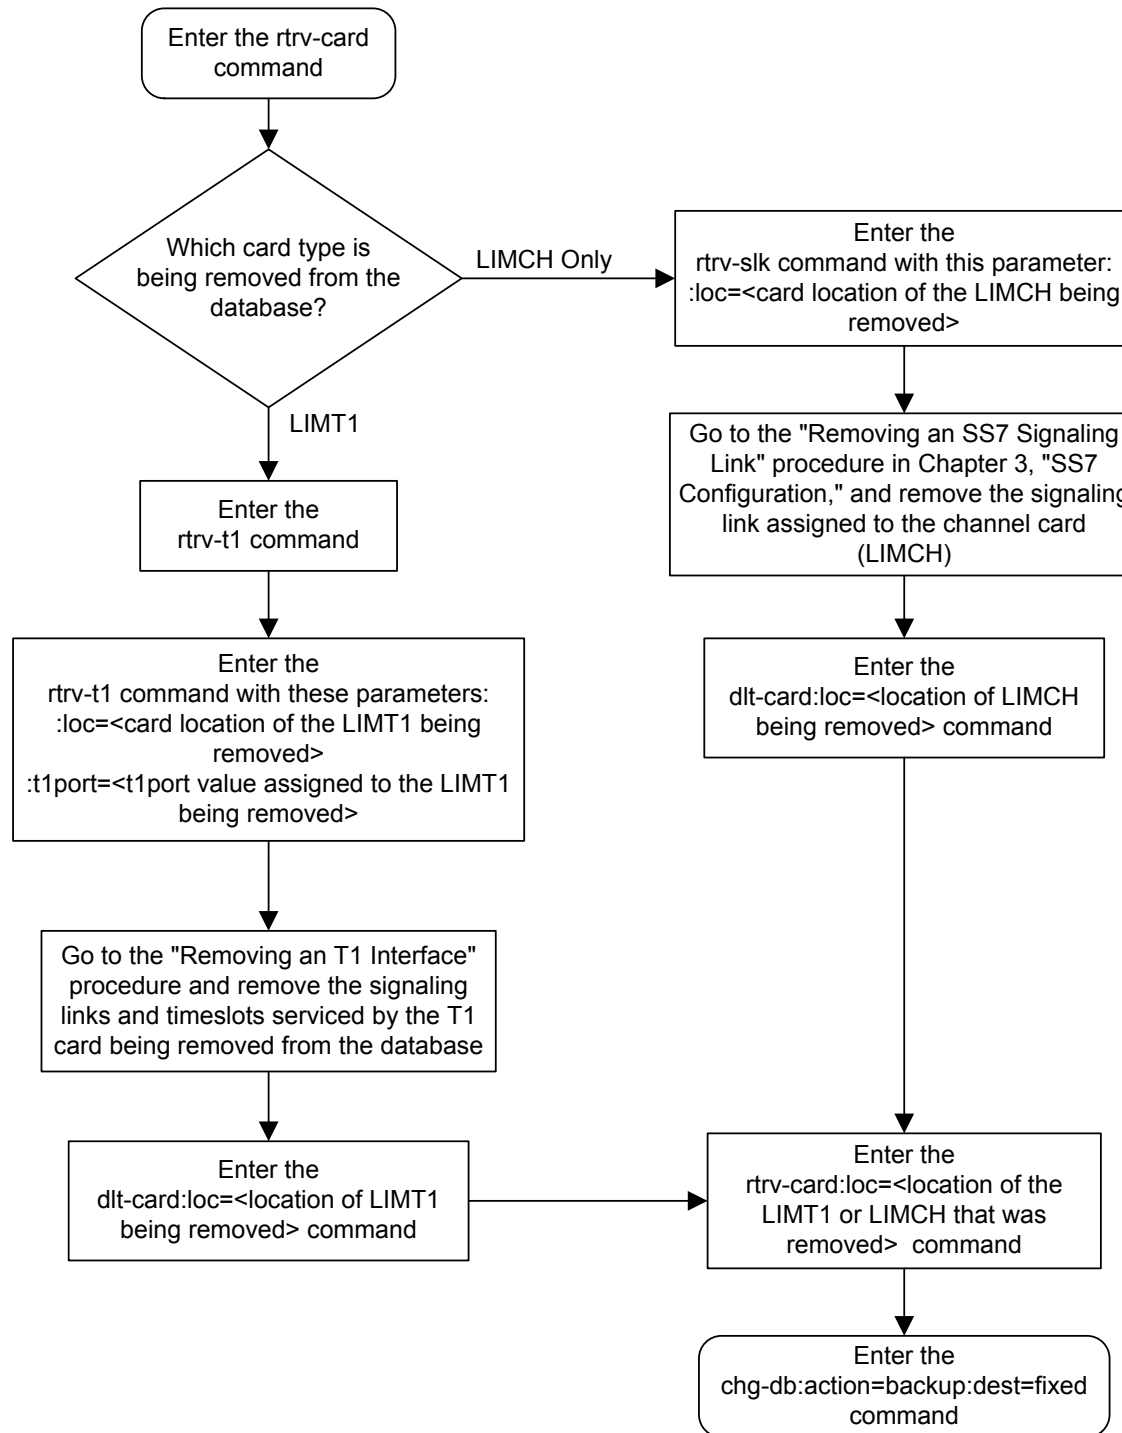 Enter the rtrv-card
command
Which card type is
being removed from the
database?
LIMCH Only
LIMT1
Enter the
rtrv-t1 command
Enter the
rtrv-t1 command with these parameters:
:loc=<card location of the LIMT1 being
removed>
:t1port=<t1port value assigned to the LIMT1
being removed>
Go to the "Removing an T1 Interface"
procedure and remove the signaling
links and timeslots serviced by the T1
card being removed from the database
Enter the
dlt-card:loc=<location of LIMT1
being removed> command
Enter the
rtrv-slk command with this parameter:
:loc=<card location of the LIMCH being
removed>
Go to the "Removing an SS7 Signaling
Link" procedure in Chapter 3, "SS7
Configuration," and remove the signaling
link assigned to the channel card
(LIMCH)
Enter the
dlt-card:loc=<location of LIMCH
being removed> command
Enter the
rtrv-card:loc=<location of the
LIMT1 or LIMCH that was
removed>  command
Enter the
chg-db:action=backup:dest=fixed
command